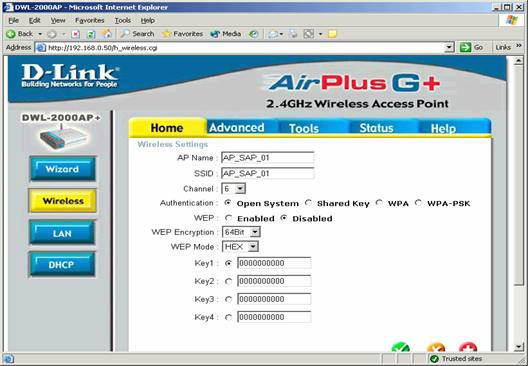 DWL-2000AP - Microsoft Internet Explorer
File Edit View Favorites Tools Help
Back Search Favorites Media
Address http://192.168.0.50/h_wireless.cgi Go Links
D-Link
Building Networks for People
AirPlus G+
2.4GHz Wireless Access Point
DWL-2000AP+
Home Advanced Tools Status Help
Wireless Settings
AP Name : AP_SAP_01
SSID : AP_SAP_01
Channel : 6
Authentication : Open System Shared Key WPA WPA-PSK
WEP : Enabled Disabled
WEP Encryption : 64Bit
WEP Mode : HEX
Key1 : 0000000000
Key2 : 0000000000
Key3 : 0000000000
Key4 : 0000000000
Wizard
Wireless
LAN
DHCP
Trusted sites